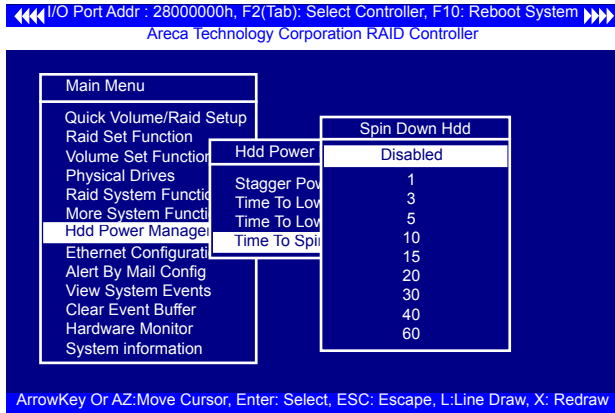 I/O Port Addr : 28000000h, F2(Tab): Select Controller, F10: Reboot System
Areca Technology Corporation RAID Controller
Main Menu
Quick Volume/Raid Setup
Raid Set Function
Volume Set Function
Physical Drives
Raid System Functi
More System Functi
Hdd Power Manage
Ethernet Configurati
Alert By Mail Config
View System Events
Clear Event Buffer
Hardware Monitor
System information
Hdd Power
Stagger Pow
Time To Low
Time To Low
Time To Spi
Spin Down Hdd
Disabled
1
3
5
10
15
20
30
40
60
ArrowKey Or AZ:Move Cursor, Enter: Select, ESC: Escape, L:Line Draw, X: Redraw